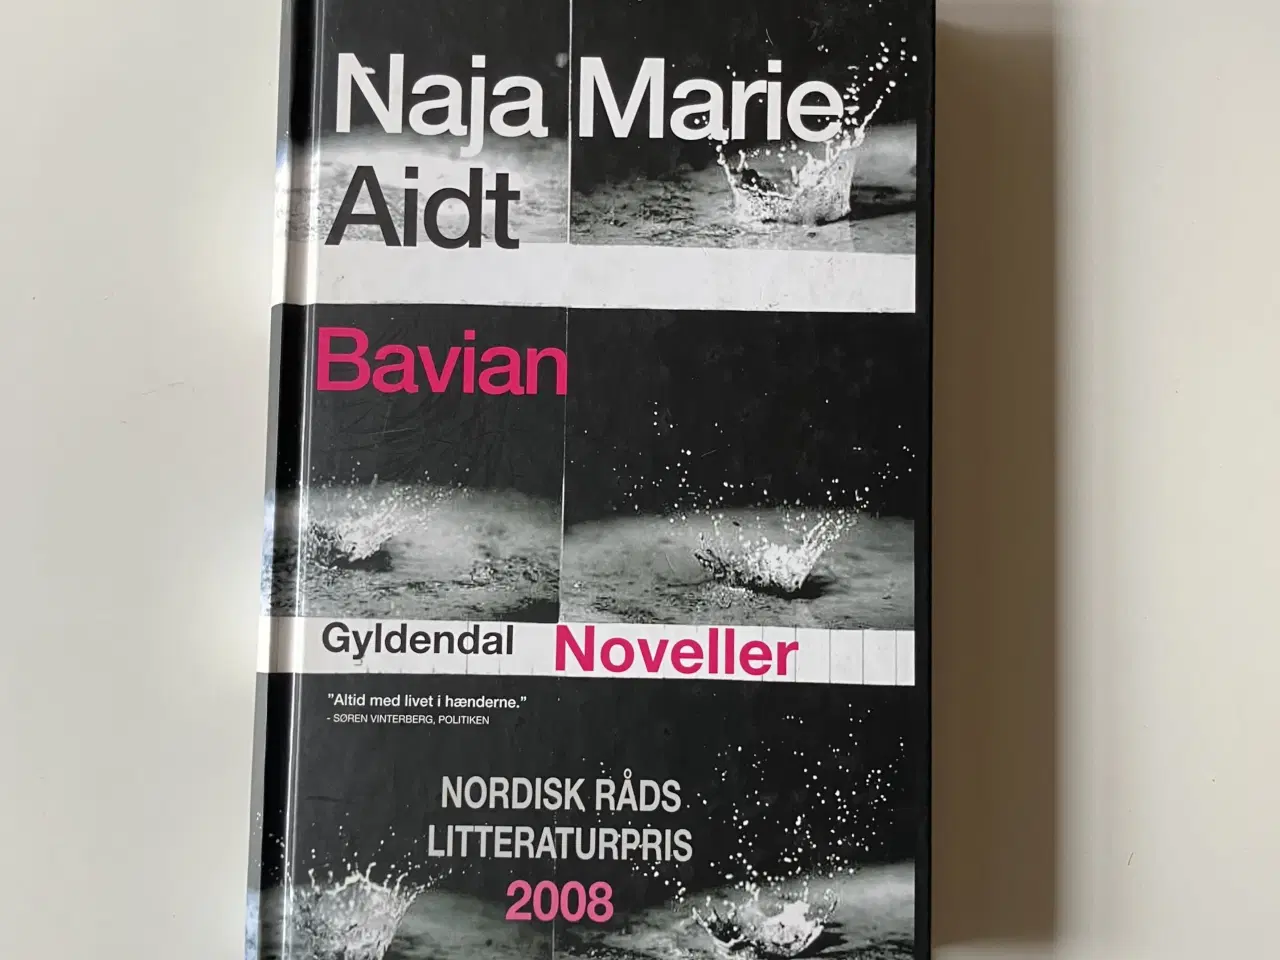 Naja Marie
Aidt
Bavian
Gyldendal
Noveller
"Altid med livet i hænderne."
- SØREN VINTERBERG, POLITIKEN
NORDISK RÅDS
LITTERATURPRIS
2008